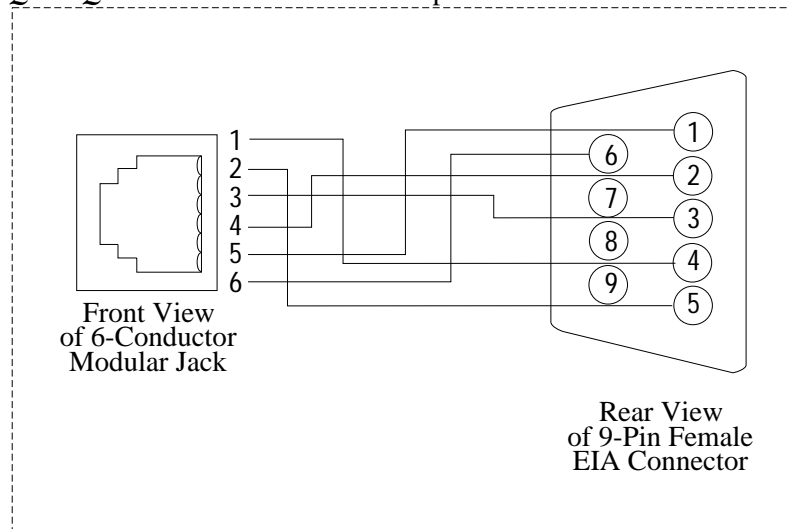 1
2
3
4
5
6
1
2
3
4
5
6
7
8
9
Front View
of 6-Conductor
Modular Jack
Rear View
of 9-Pin Female
EIA Connector